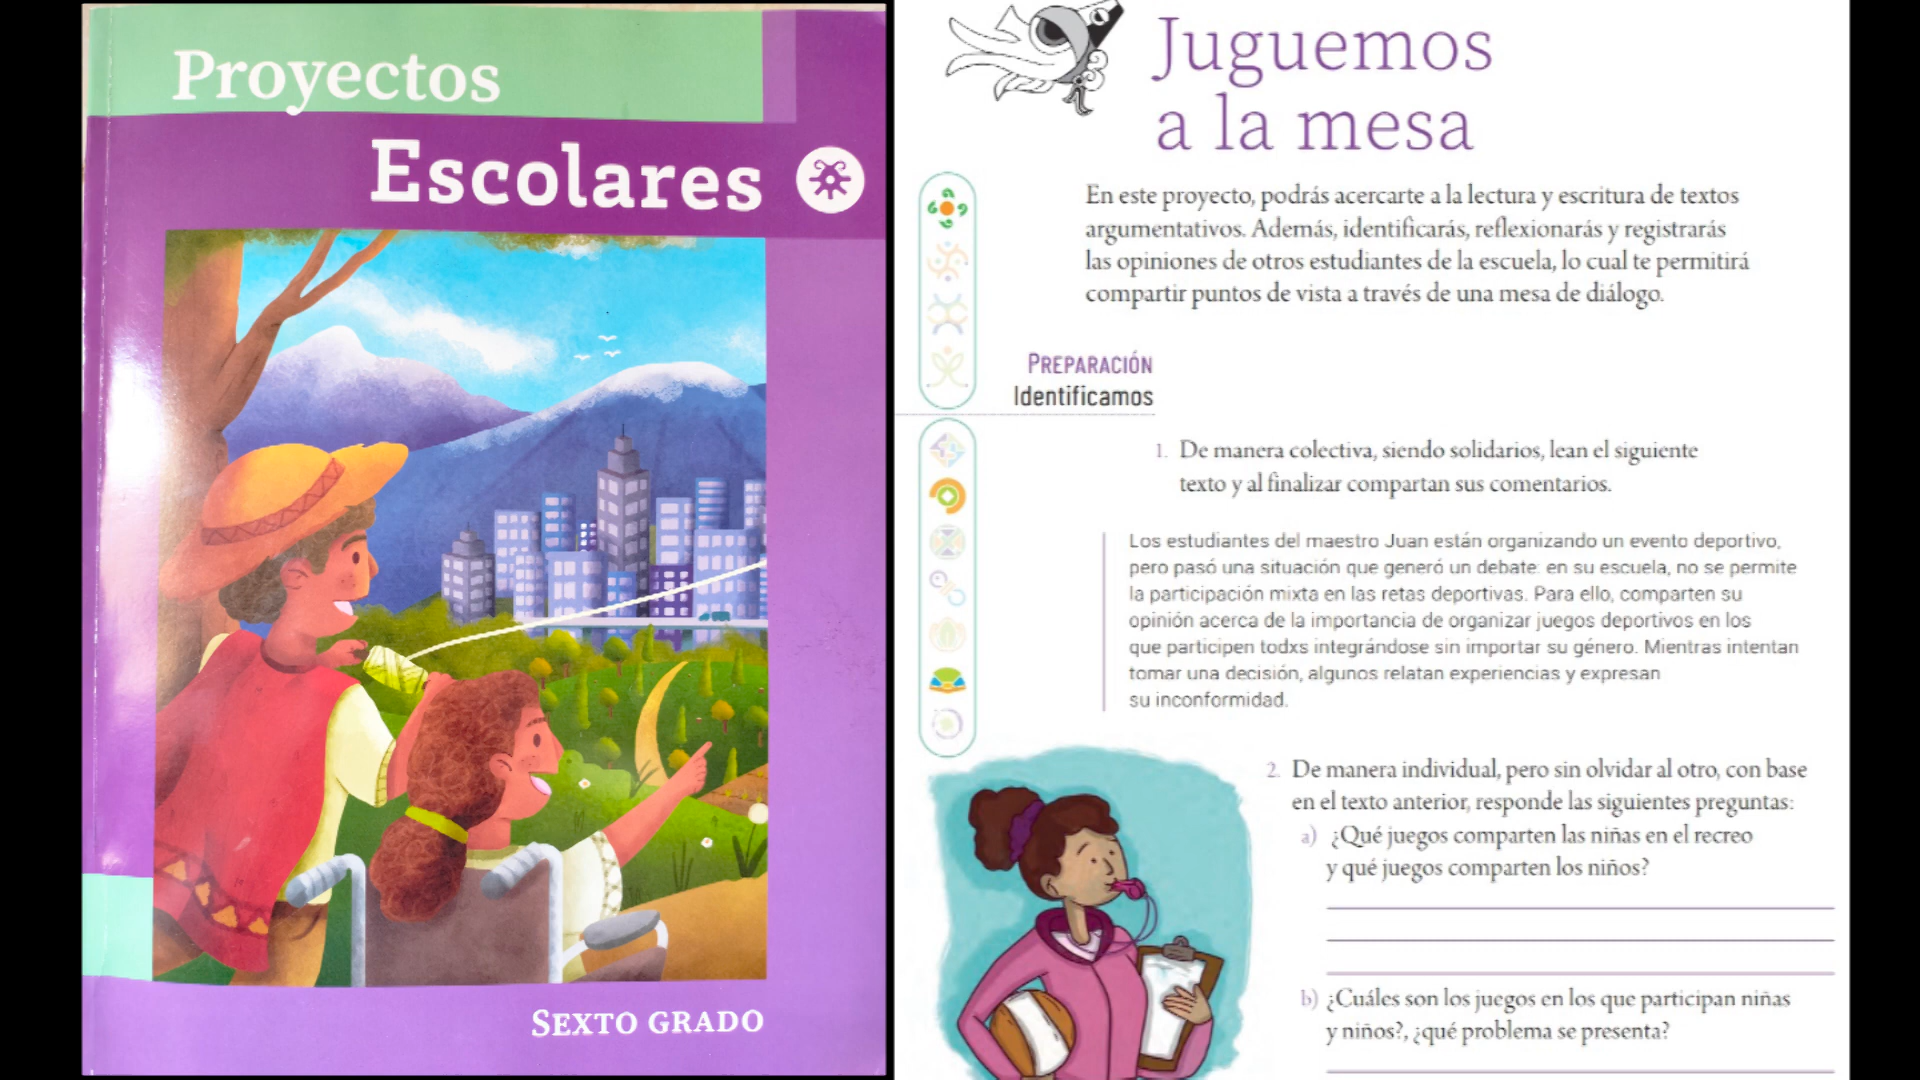 Proyectos
Escolares
SEXTO GRADO
Juguemos
a la mesa
En este proyecto, podrás acercarte a la lectura y escritura de textos
argumentativos. Además, identificarás, reflexionarás y registrarás
las opiniones de otros estudiantes de la escuela, lo cual te permitirá
compartir puntos de vista a través de una mesa de diálogo.
PREPARACIÓN
Identificamos
1. De manera colectiva, siendo solidarios, lean el siguiente
texto y al finalizar compartan sus comentarios.
Los estudiantes del maestro Juan están organizando un evento deportivo,
pero pasó una situación que generó un debate: en su escuela, no se permite
la participación mixta en las retas deportivas. Para ello, comparten su
opinión acerca de la importancia de organizar juegos deportivos en los
que participen todxs integrándose sin importar su género. Mientras intentan
tomar una decisión, algunos relatan experiencias y expresan
su inconformidad.
2. De manera individual, pero sin olvidar al otro, con base
en el texto anterior, responde las siguientes preguntas:
a) ¿Qué juegos comparten las niñas en el recreo
y qué juegos comparten los niños?
b) ¿Cuáles son los juegos en los que participan niñas
y niños?, ¿qué problema se presenta?